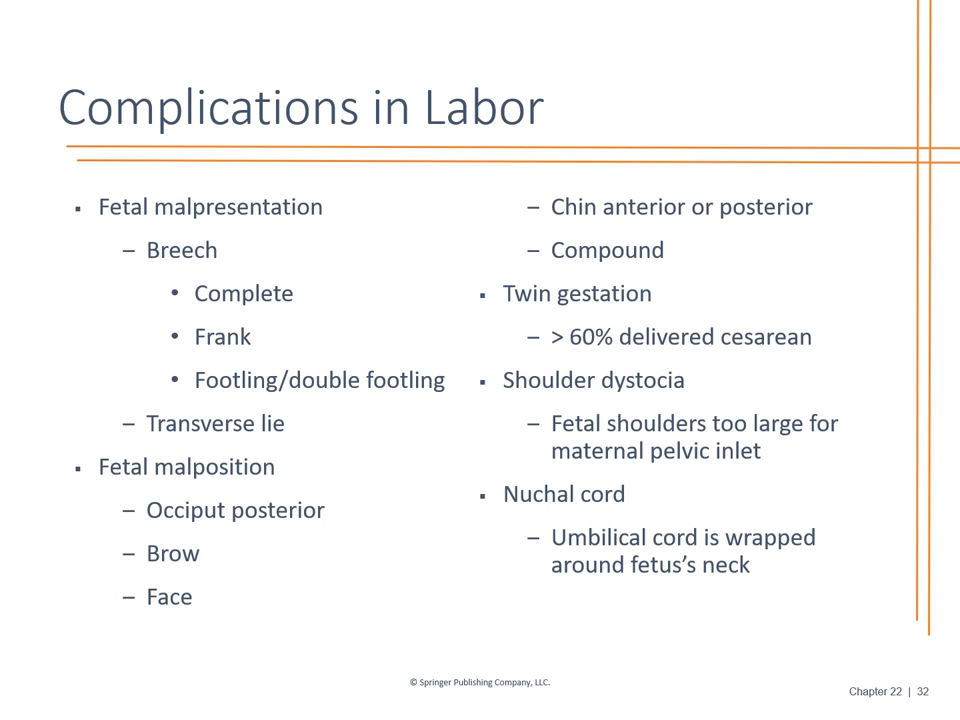 Complications in Labor
▪ Fetal malpresentation
– Breech
• Complete
• Frank
• Footling/double footling
– Transverse lie
▪ Fetal malposition
– Occiput posterior
– Brow
– Face
– Chin anterior or posterior
– Compound
▪ Twin gestation
– > 60% delivered cesarean
▪ Shoulder dystocia
– Fetal shoulders too large for
maternal pelvic inlet
▪ Nuchal cord
– Umbilical cord is wrapped
around fetus’s neck
© Springer Publishing Company, LLC.
Chapter 22 | 32